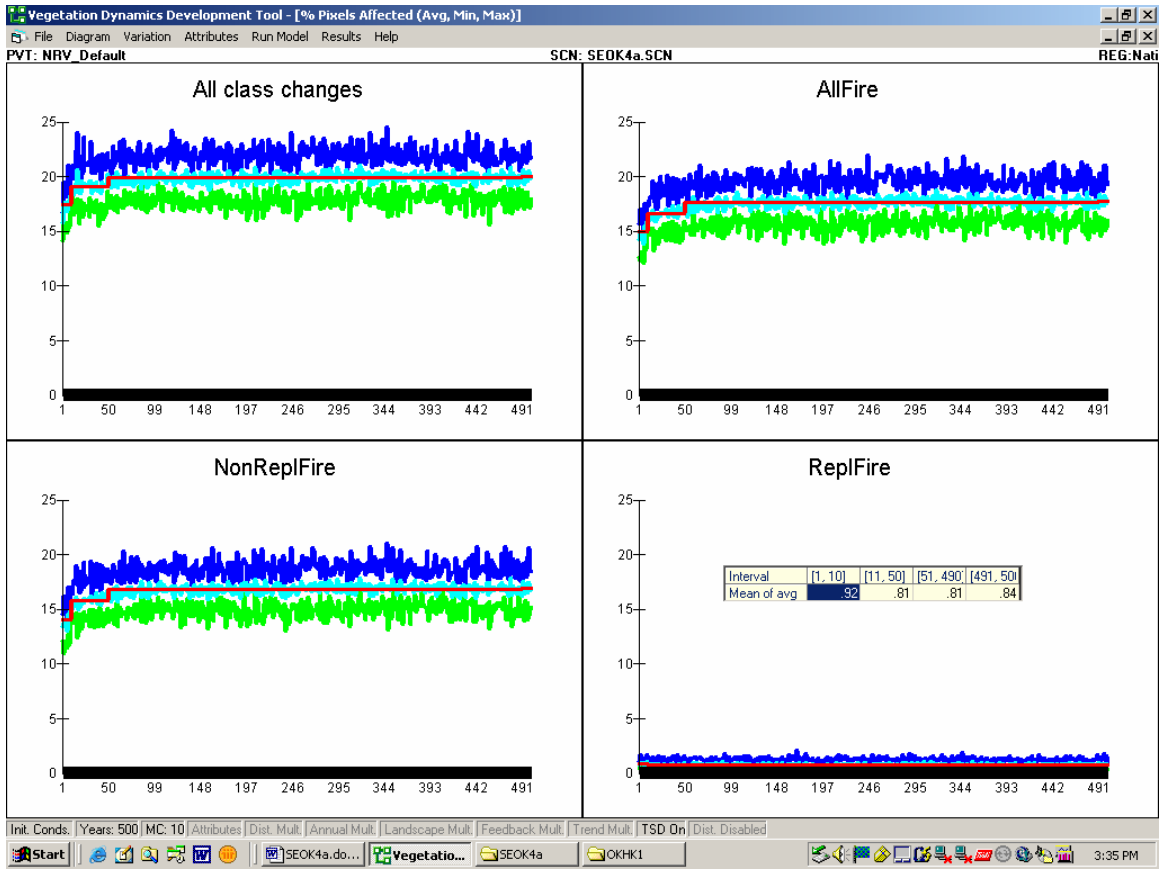 Vegetation Dynamics Development Tool - [% Pixels Affected (Avg, Min, Max)]
File Diagram Variation Attributes Run Model Results Help
PVT: NRV_Default SCN: SEOK4a.SCN REG:Nati
All class changes
25
20
15
10
5
0
1 50 99 148 197 246 295 344 393 442 491
AllFire
25
20
15
10
5
0
1 50 99 148 197 246 295 344 393 442 491
NonReplFire
25
20
15
10
5
0
1 50 99 148 197 246 295 344 393 442 491
ReplFire
25
20
Interval [1, 10] [11, 50] [51, 490] [491, 50
Mean of avg .92 .81 .81 .84
15
10
5
0
1 50 99 148 197 246 295 344 393 442 491
Init. Conds. Years: 500 MC: 10 Attributes Dist. Mult. Annual Mult. Landscape Mult. Feedback Mult. Trend Mult. TSD On Dist. Disabled
Start SEOK4a.do... Vegetatio... SEOK4a OKHK1 3:35 PM